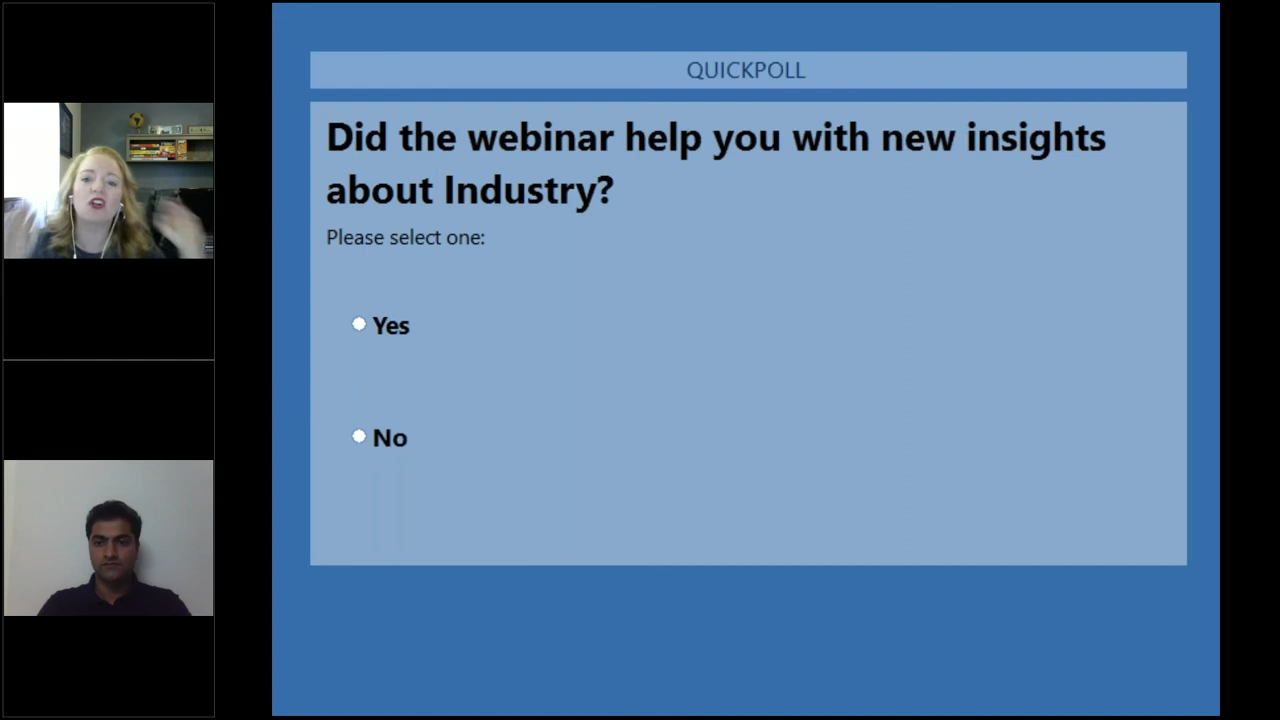 QUICKPOLL
Did the webinar help you with new insights
about Industry?
Please select one:
Yes
No